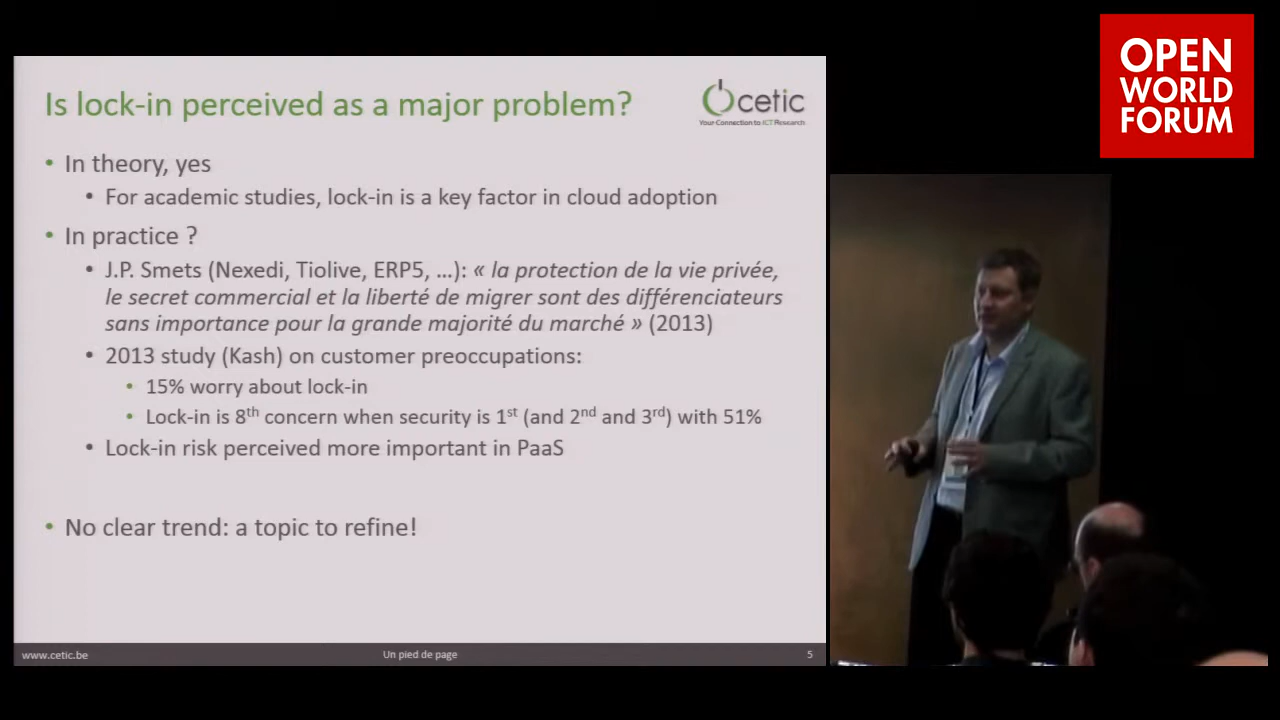 Is lock-in perceived as a major problem?
cetic
Your Connection to ICT Research
• In theory, yes
• For academic studies, lock-in is a key factor in cloud adoption
• In practice ?
• J.P. Smets (Nexedi, Tiolive, ERP5, …): « la protection de la vie privée,
le secret commercial et la liberté de migrer sont des différenciateurs
sans importance pour la grande majorité du marché » (2013)
• 2013 study (Kash) on customer preoccupations:
• 15% worry about lock-in
• Lock-in is 8th concern when security is 1st (and 2nd and 3rd) with 51%
• Lock-in risk perceived more important in PaaS
• No clear trend: a topic to refine!
www.cetic.be
Un pied de page
5
OPEN
WORLD
FORUM